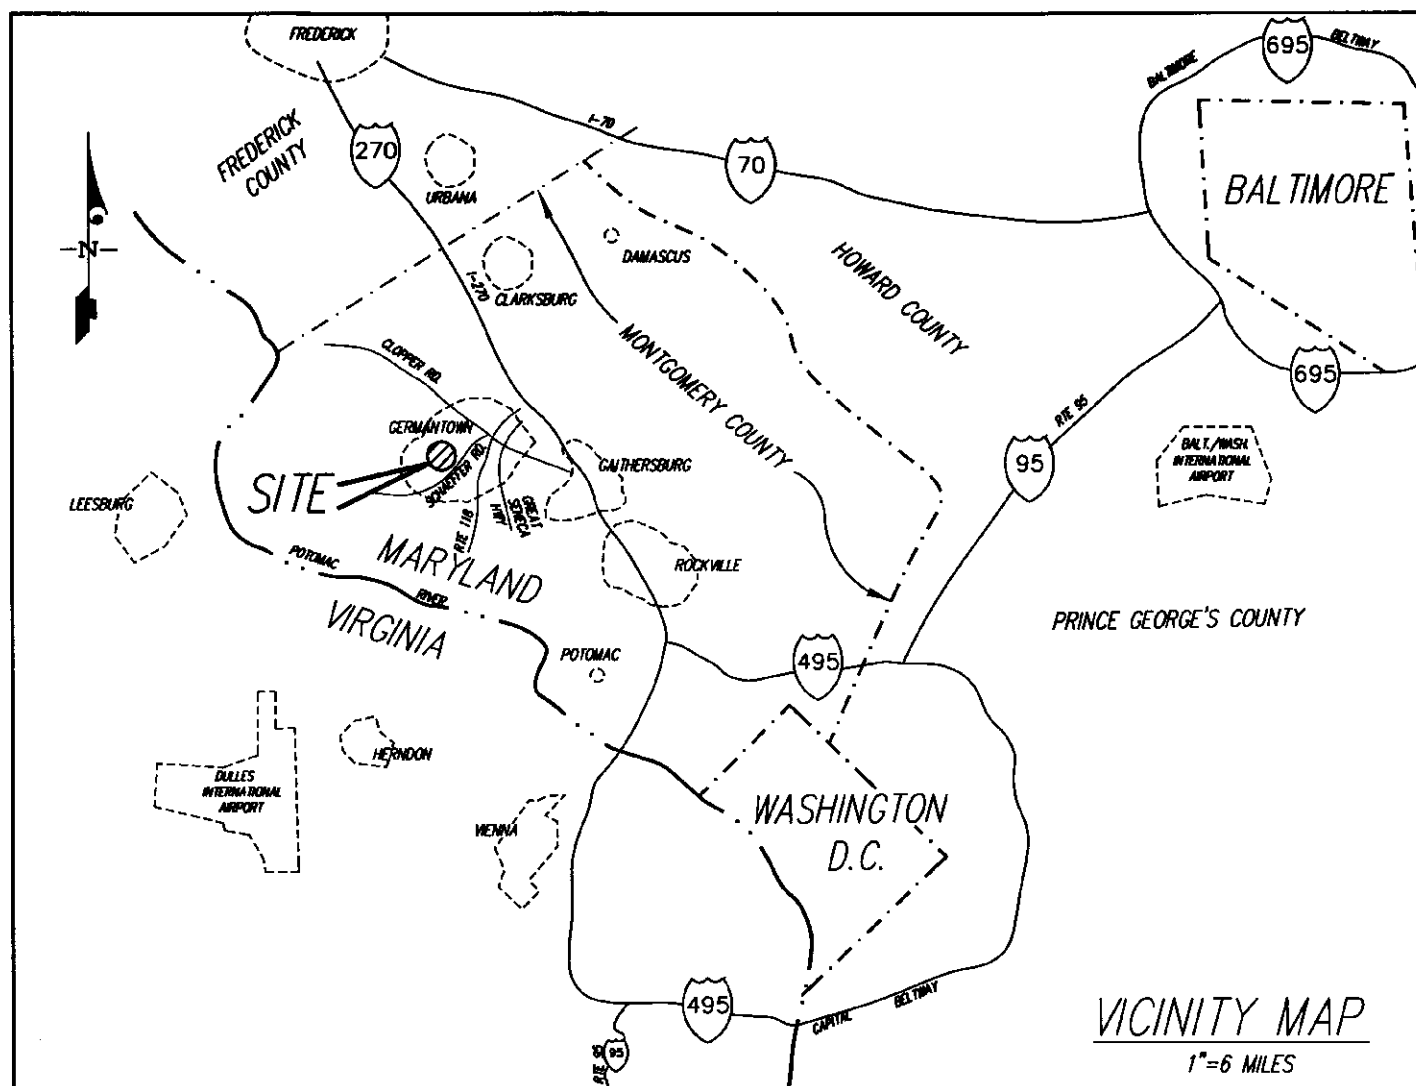 FREDERICK
695
BELTWAY
BALTIMORE
I-70
FREDERICK
COUNTY
270
70
URBANA
BALTIMORE
N
DAMASCUS
HOWARD COUNTY
I-270
CLARKSBURG
MONTGOMERY COUNTY
CLOPPER RD.
695
RTE 95
GERMANTOWN
BALT./WASH.
INTERNATIONAL
AIRPORT
95
GAITHERSBURG
SCHAEFFER RD.
SITE
LEESBURG
GREAT
SENECA
HWY
RTE 118
POTOMAC
RIVER
MARYLAND
VIRGINIA
ROCKVILLE
PRINCE GEORGE'S COUNTY
POTOMAC
495
HERNDON
DULLES
INTERNATIONAL
AIRPORT
VIENNA
WASHINGTON
D.C.
495
CAPITAL
BELTWAY
RTE 95
95
VICINITY MAP
1"=6 MILES